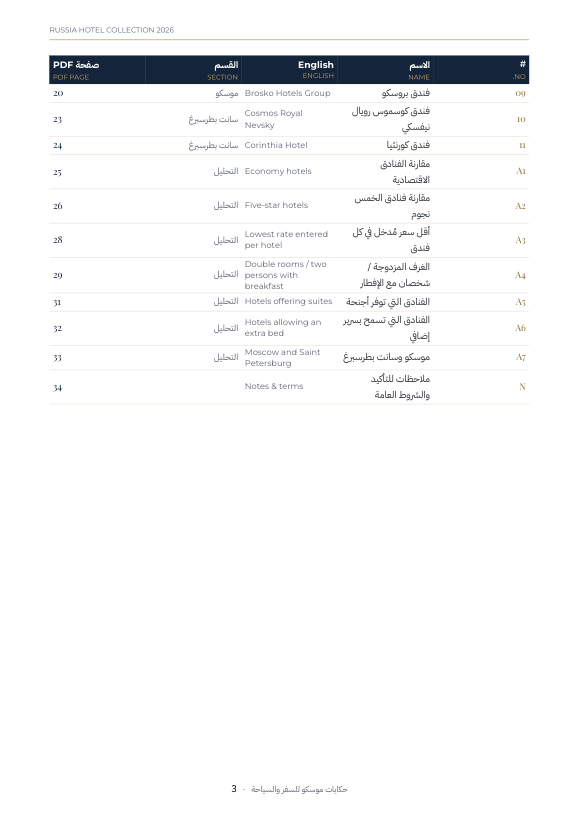 RUSSIA HOTEL COLLECTION 2026
# الاسم English القسم صفحة PDF
.NO NAME ENGLISH SECTION PDF PAGE
09 فندق بروسكو Brosko Hotels Group موسكو 20
10 فندق كوسموس رويال نيفسكي Cosmos Royal Nevsky سانت بطرسبرغ 23
11 فندق كورنثيا Corinthia Hotel سانت بطرسبرغ 24
A1 مقارنة الفنادق الاقتصادية Economy hotels التحليل 25
A2 مقارنة فنادق الخمس نجوم Five-star hotels التحليل 26
A3 أقل سعر مُدخل في كل فندق Lowest rate entered per hotel التحليل 28
A4 الغرف المزدوجة / شخصان مع الإفطار Double rooms / two persons with breakfast التحليل 29
A5 الفنادق التي توفر أجنحة Hotels offering suites التحليل 31
A6 الفنادق التي تسمح بسرير إضافي Hotels allowing an extra bed التحليل 32
A7 موسكو وسانت بطرسبرغ Moscow and Saint Petersburg التحليل 33
N ملاحظات للتأكيد والشروط العامة Notes & terms 34
حكايات موسكو للسفر والسياحة - 3